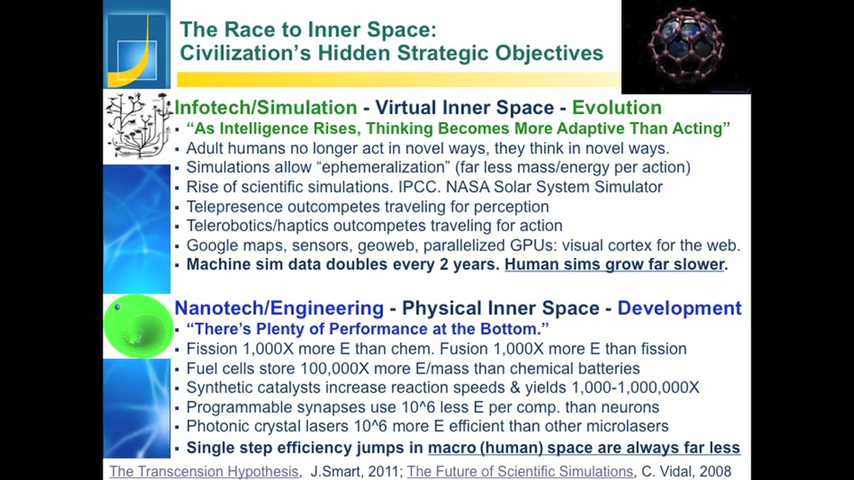 The Race to Inner Space:
Civilization's Hidden Strategic Objectives
Infotech/Simulation - Virtual Inner Space - Evolution
▪ “As Intelligence Rises, Thinking Becomes More Adaptive Than Acting”
▪ Adult humans no longer act in novel ways, they think in novel ways.
▪ Simulations allow “ephemeralization” (far less mass/energy per action)
▪ Rise of scientific simulations. IPCC. NASA Solar System Simulator
▪ Telepresence outcompetes traveling for perception
▪ Telerobotics/haptics outcompetes traveling for action
▪ Google maps, sensors, geoweb, parallelized GPUs: visual cortex for the web.
▪ Machine sim data doubles every 2 years. Human sims grow far slower.
Nanotech/Engineering - Physical Inner Space - Development
▪ “There's Plenty of Performance at the Bottom.”
▪ Fission 1,000X more E than chem. Fusion 1,000X more E than fission
▪ Fuel cells store 100,000X more E/mass than chemical batteries
▪ Synthetic catalysts increase reaction speeds & yields 1,000-1,000,000X
▪ Programmable synapses use 10^6 less E per comp. than neurons
▪ Photonic crystal lasers 10^6 more E efficient than other microlasers
▪ Single step efficiency jumps in macro (human) space are always far less
The Transcension Hypothesis, J.Smart, 2011; The Future of Scientific Simulations, C. Vidal, 2008